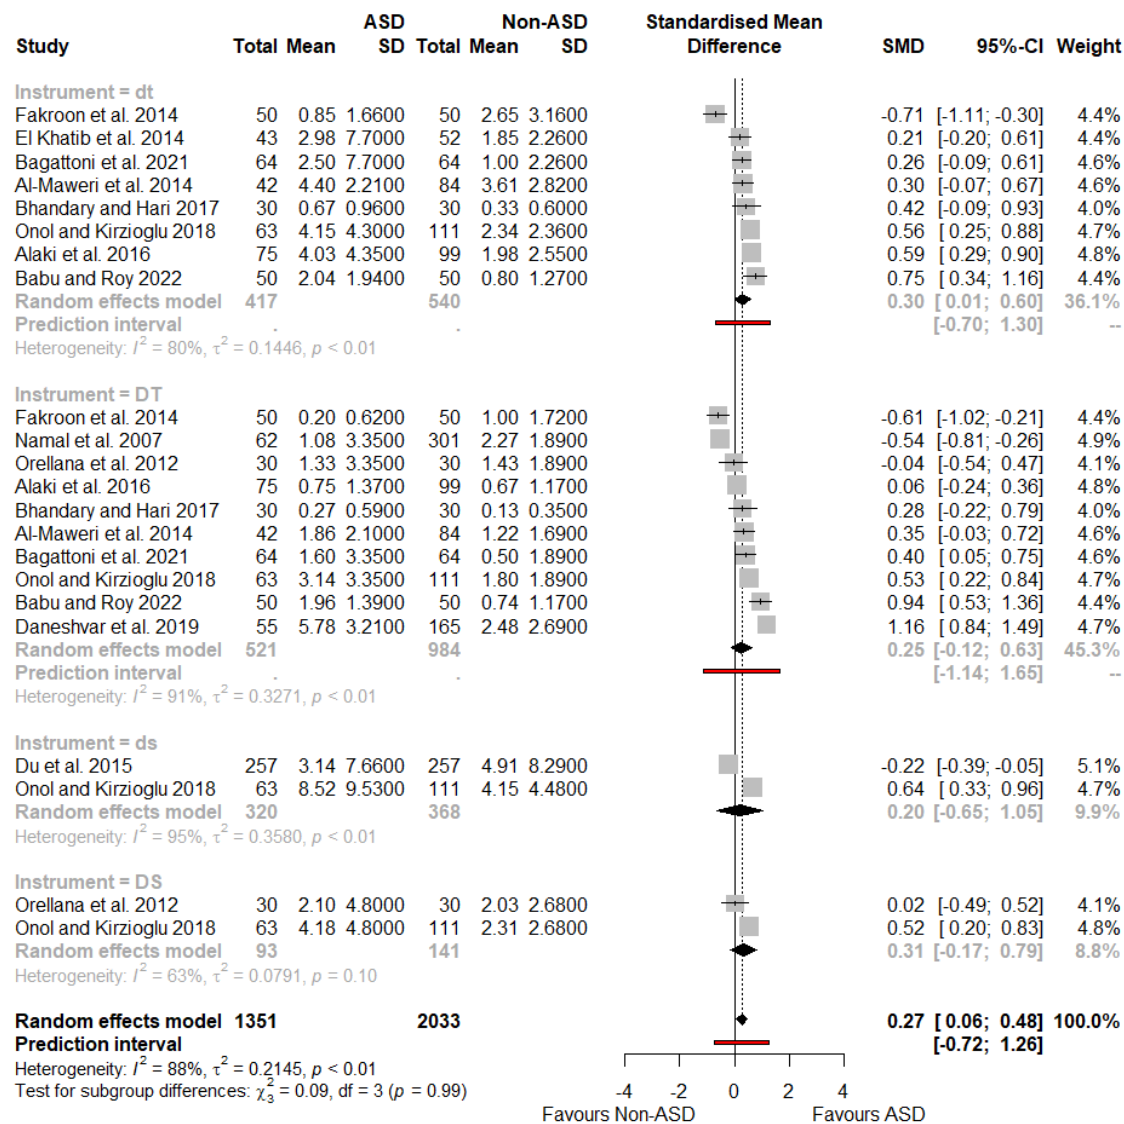 ASD Non-ASD Standardised Mean
Study Total Mean SD Total Mean SD Difference SMD 95%-CI Weight
Instrument = dt
Fakroon et al. 2014 50 0.85 1.6600 50 2.65 3.1600 -0.71 [-1.11; -0.30] 4.4%
El Khatib et al. 2014 43 2.98 7.7000 52 1.85 2.2600 0.21 [-0.20; 0.61] 4.4%
Bagattoni et al. 2021 64 2.50 7.7000 64 1.00 2.2600 0.26 [-0.09; 0.61] 4.6%
Al-Maweri et al. 2014 42 4.40 2.2100 84 3.61 2.8200 0.30 [-0.07; 0.67] 4.6%
Bhandary and Hari 2017 30 0.67 0.9600 30 0.33 0.6000 0.42 [-0.09; 0.93] 4.0%
Onol and Kirzioglu 2018 63 4.15 4.3000 111 2.34 2.3600 0.56 [ 0.25; 0.88] 4.7%
Alaki et al. 2016 75 4.03 4.3500 99 1.98 2.5500 0.59 [ 0.29; 0.90] 4.8%
Babu and Roy 2022 50 2.04 1.9400 50 0.80 1.2700 0.75 [ 0.34; 1.16] 4.4%
Random effects model 417 540 0.30 [ 0.01; 0.60] 36.1%
Prediction interval . . [-0.70; 1.30] --
Heterogeneity: I² = 80%, τ² = 0.1446, p < 0.01
Instrument = DT
Fakroon et al. 2014 50 0.20 0.6200 50 1.00 1.7200 -0.61 [-1.02; -0.21] 4.4%
Namal et al. 2007 62 1.08 3.3500 301 2.27 1.8900 -0.54 [-0.81; -0.26] 4.9%
Orellana et al. 2012 30 1.33 3.3500 30 1.43 1.8900 -0.04 [-0.54; 0.47] 4.1%
Alaki et al. 2016 75 0.75 1.3700 99 0.67 1.1700 0.06 [-0.24; 0.36] 4.8%
Bhandary and Hari 2017 30 0.27 0.5900 30 0.13 0.3500 0.28 [-0.22; 0.79] 4.0%
Al-Maweri et al. 2014 42 1.86 2.1000 84 1.22 1.6900 0.35 [-0.03; 0.72] 4.6%
Bagattoni et al. 2021 64 1.60 3.3500 64 0.50 1.8900 0.40 [ 0.05; 0.75] 4.6%
Onol and Kirzioglu 2018 63 3.14 3.3500 111 1.80 1.8900 0.53 [ 0.22; 0.84] 4.7%
Babu and Roy 2022 50 1.96 1.3900 50 0.74 1.1700 0.94 [ 0.53; 1.36] 4.4%
Daneshvar et al. 2019 55 5.78 3.2100 165 2.48 2.6900 1.16 [ 0.84; 1.49] 4.7%
Random effects model 521 984 0.25 [-0.12; 0.63] 45.3%
Prediction interval . . [-1.14; 1.65] --
Heterogeneity: I² = 91%, τ² = 0.3271, p < 0.01
Instrument = ds
Du et al. 2015 257 3.14 7.6600 257 4.91 8.2900 -0.22 [-0.39; -0.05] 5.1%
Onol and Kirzioglu 2018 63 8.52 9.5300 111 4.15 4.4800 0.64 [ 0.33; 0.96] 4.7%
Random effects model 320 368 0.20 [-0.65; 1.05] 9.9%
Heterogeneity: I² = 95%, τ² = 0.3580, p < 0.01
Instrument = DS
Orellana et al. 2012 30 2.10 4.8000 30 2.03 2.6800 0.02 [-0.49; 0.52] 4.1%
Onol and Kirzioglu 2018 63 4.18 4.8000 111 2.31 2.6800 0.52 [ 0.20; 0.83] 4.8%
Random effects model 93 141 0.31 [-0.17; 0.79] 8.8%
Heterogeneity: I² = 63%, τ² = 0.0791, p = 0.10
Random effects model 1351 2033 0.27 [ 0.06; 0.48] 100.0%
Prediction interval [-0.72; 1.26]
Heterogeneity: I² = 88%, τ² = 0.2145, p < 0.01
Test for subgroup differences: χ²₃ = 0.09, df = 3 (p = 0.99)
-4 -2 0 2 4
Favours Non-ASD Favours ASD